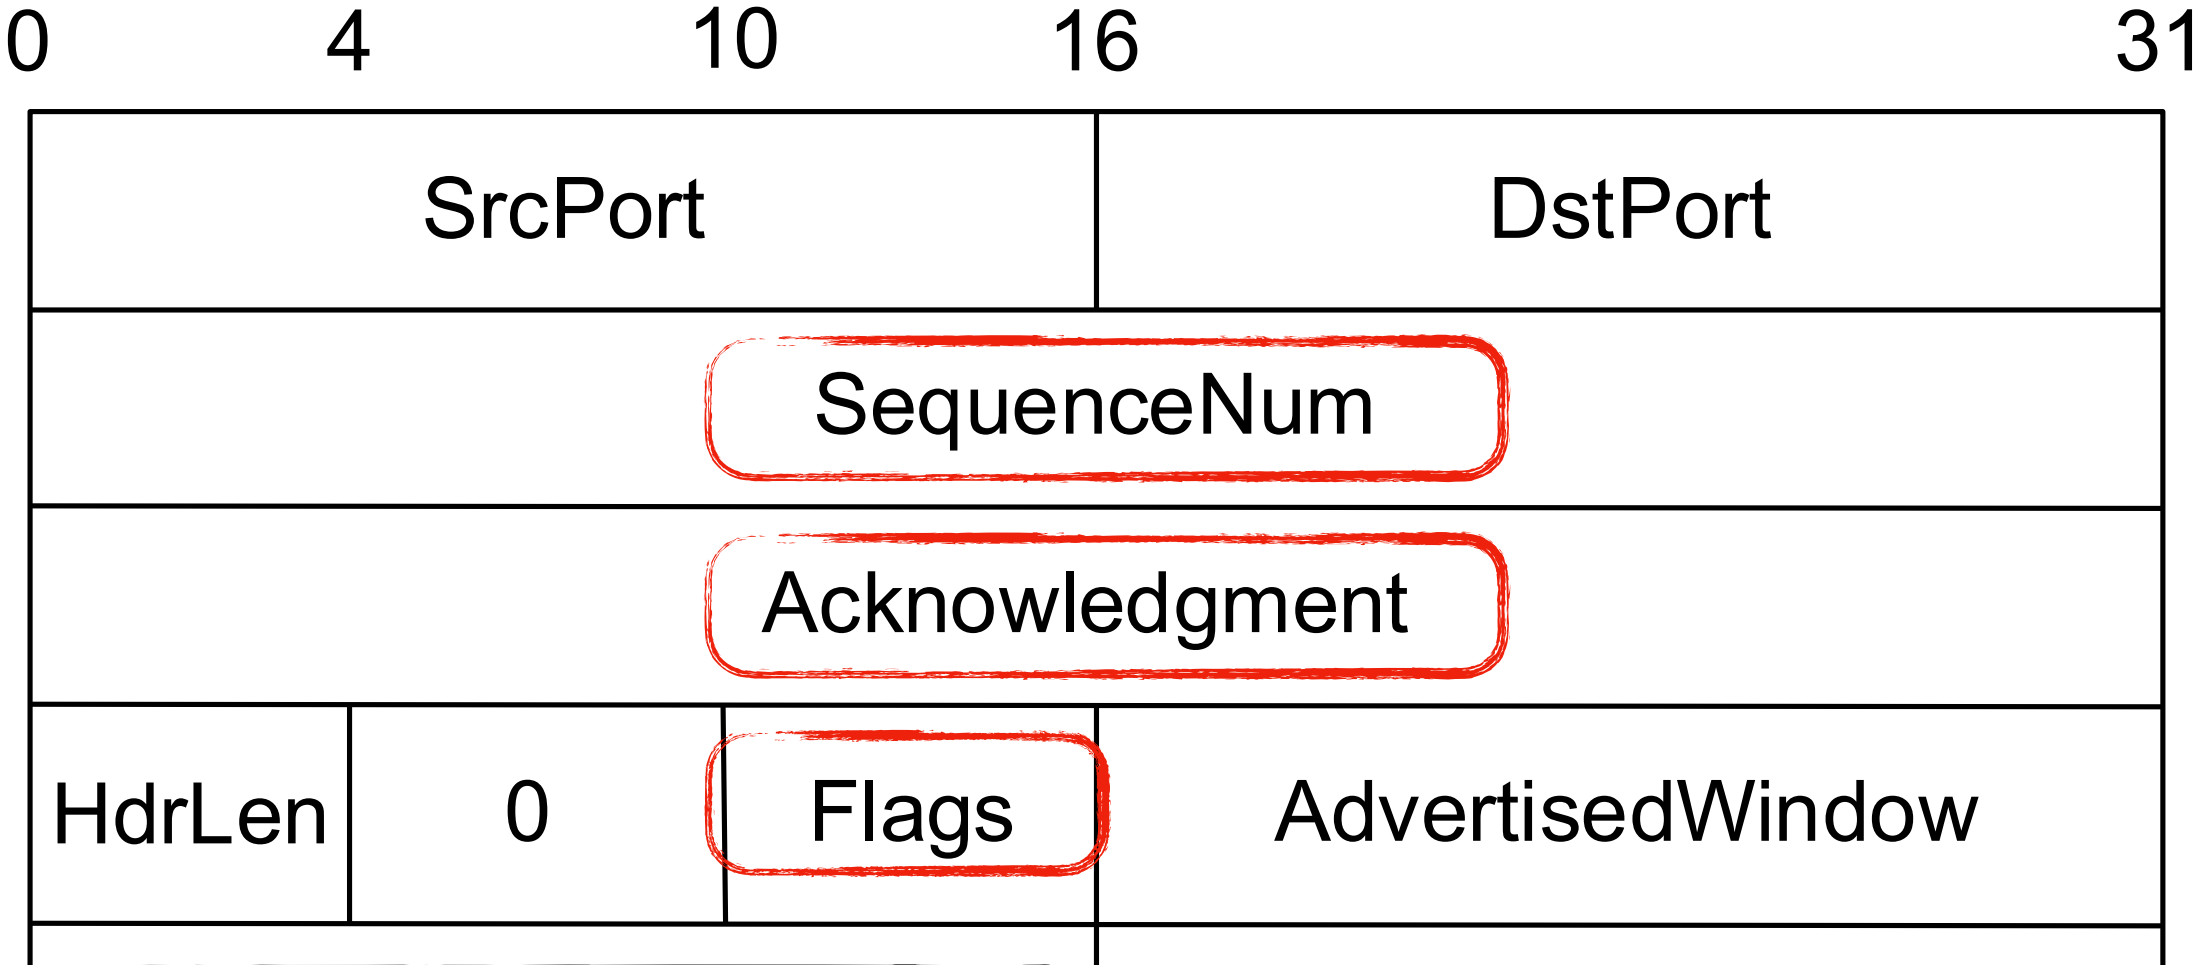 0 4 10 16 31
SrcPort DstPort
SequenceNum
Acknowledgment
HdrLen 0 Flags AdvertisedWindow